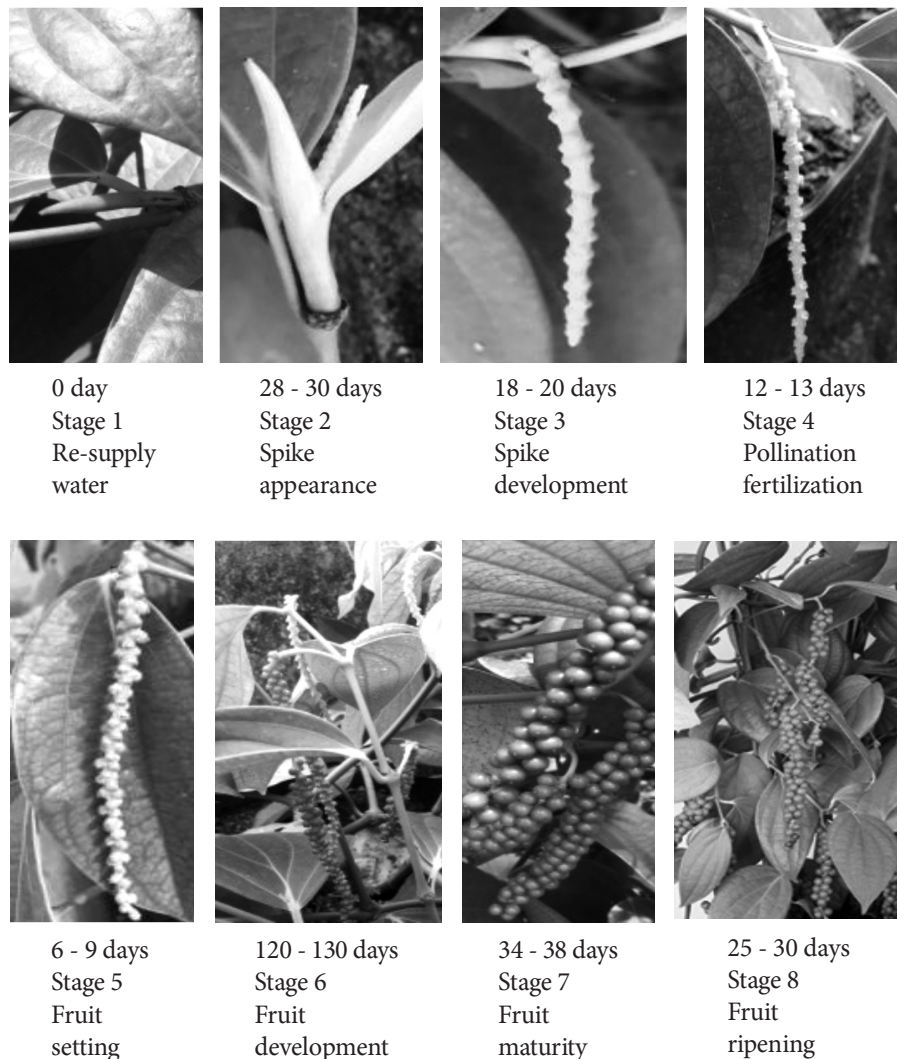 0 day
Stage 1
Re-supply
water
28 - 30 days
Stage 2
Spike
appearance
18 - 20 days
Stage 3
Spike
development
12 - 13 days
Stage 4
Pollination
fertilization
6 - 9 days
Stage 5
Fruit
setting
120 - 130 days
Stage 6
Fruit
development
34 - 38 days
Stage 7
Fruit
maturity
25 - 30 days
Stage 8
Fruit
ripening